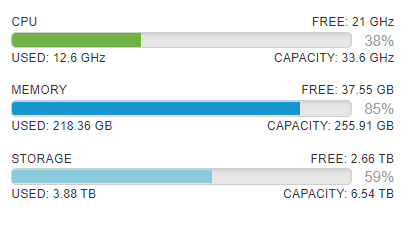 CPU FREE: 21 GHz
38%
USED: 12.6 GHz CAPACITY: 33.6 GHz
MEMORY FREE: 37.55 GB
85%
USED: 218.36 GB CAPACITY: 255.91 GB
STORAGE FREE: 2.66 TB
59%
USED: 3.88 TB CAPACITY: 6.54 TB